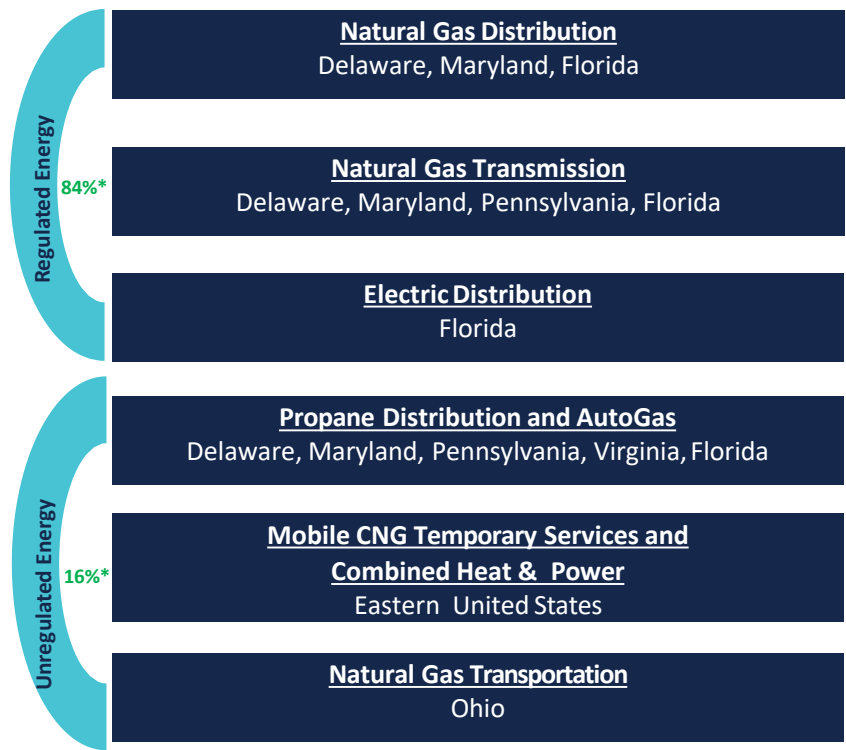 Regulated Energy
84%*
Natural Gas Distribution
Delaware, Maryland, Florida
Natural Gas Transmission
Delaware, Maryland, Pennsylvania, Florida
Electric Distribution
Florida
Unregulated Energy
16%*
Propane Distribution and AutoGas
Delaware, Maryland, Pennsylvania, Virginia, Florida
Mobile CNG Temporary Services and
Combined Heat & Power
Eastern United States
Natural Gas Transportation
Ohio